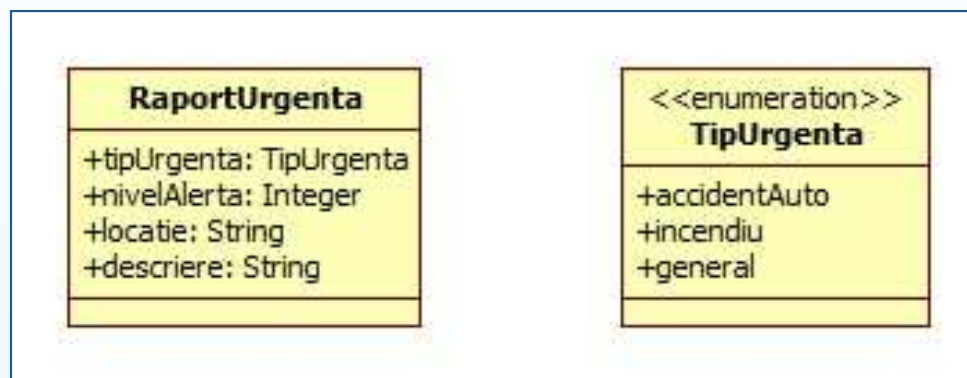 RaportUrgenta
+tipUrgenta: TipUrgenta
+nivelAlerta: Integer
+locatie: String
+descriere: String
<<enumeration>>
TipUrgenta
+accidentAuto
+incendiu
+general